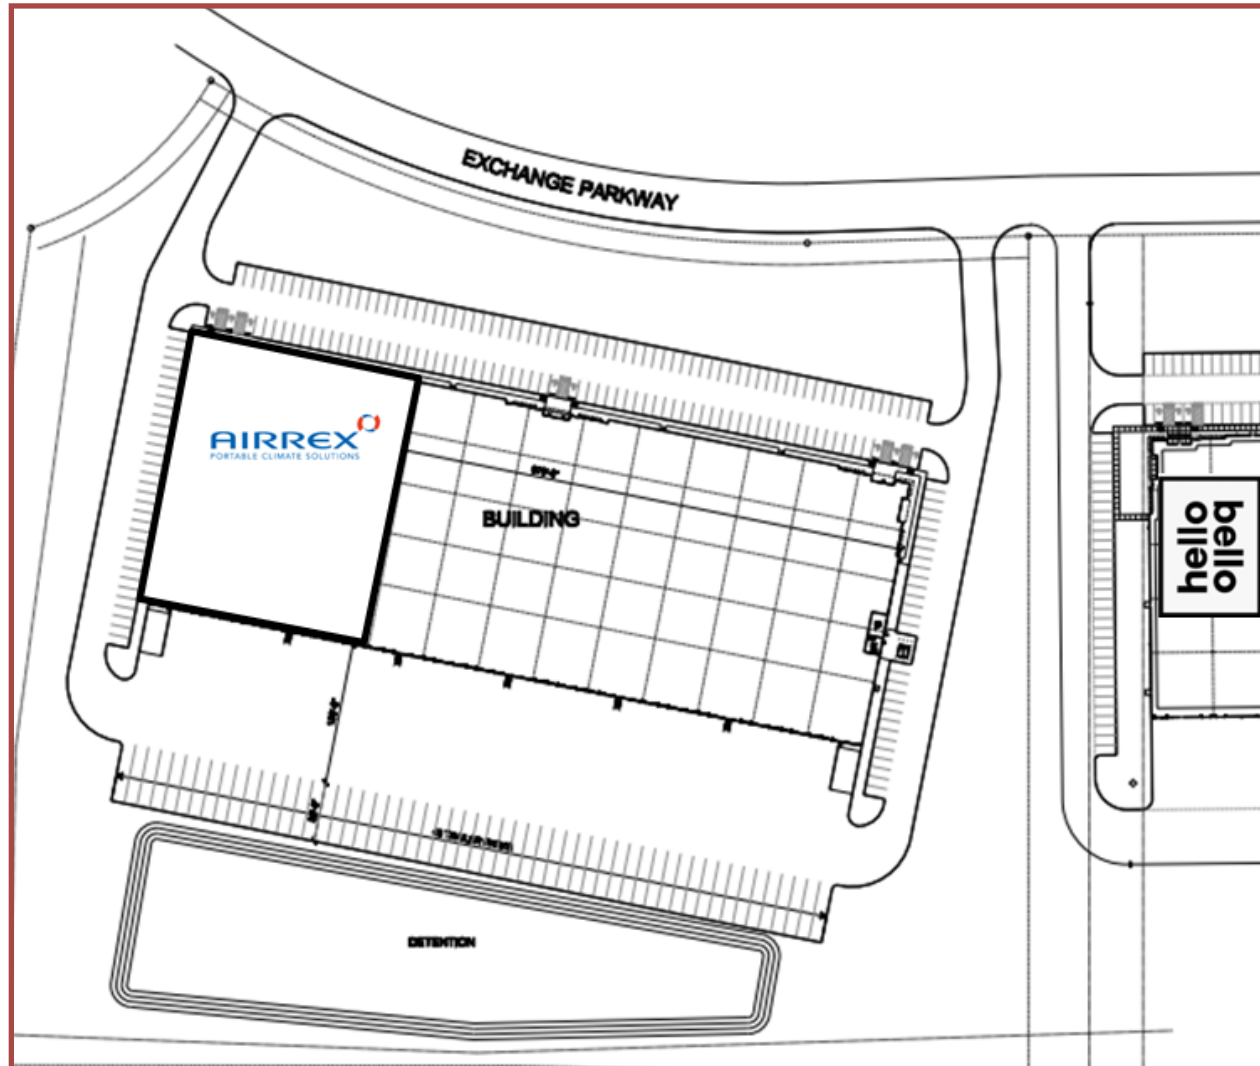 EXCHANGE PARKWAY
AIRREX
PORTABLE CLIMATE SOLUTIONS
BUILDING
hello
bello
DETENTION